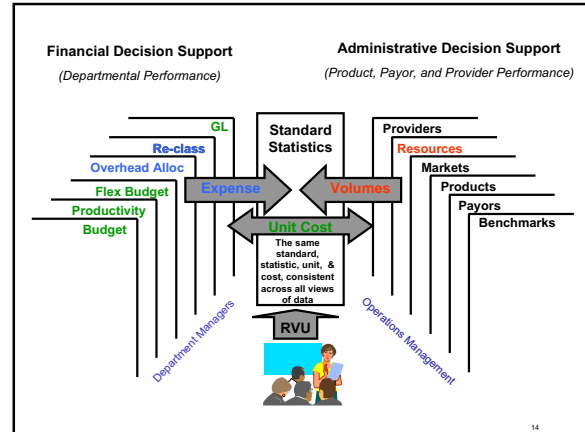 Financial Decision Support
(Departmental Performance)
Administrative Decision Support
(Product, Payor, and Provider Performance)
GL
Re-class
Overhead Alloc
Flex Budget
Productivity
Budget
Department Managers
Standard
Statistics
Expense
Volumes
Unit Cost
The same
standard,
statistic, unit, &
cost, consistent
across all views
of data
RVU
Providers
Resources
Markets
Products
Payors
Benchmarks
Operations Management
14